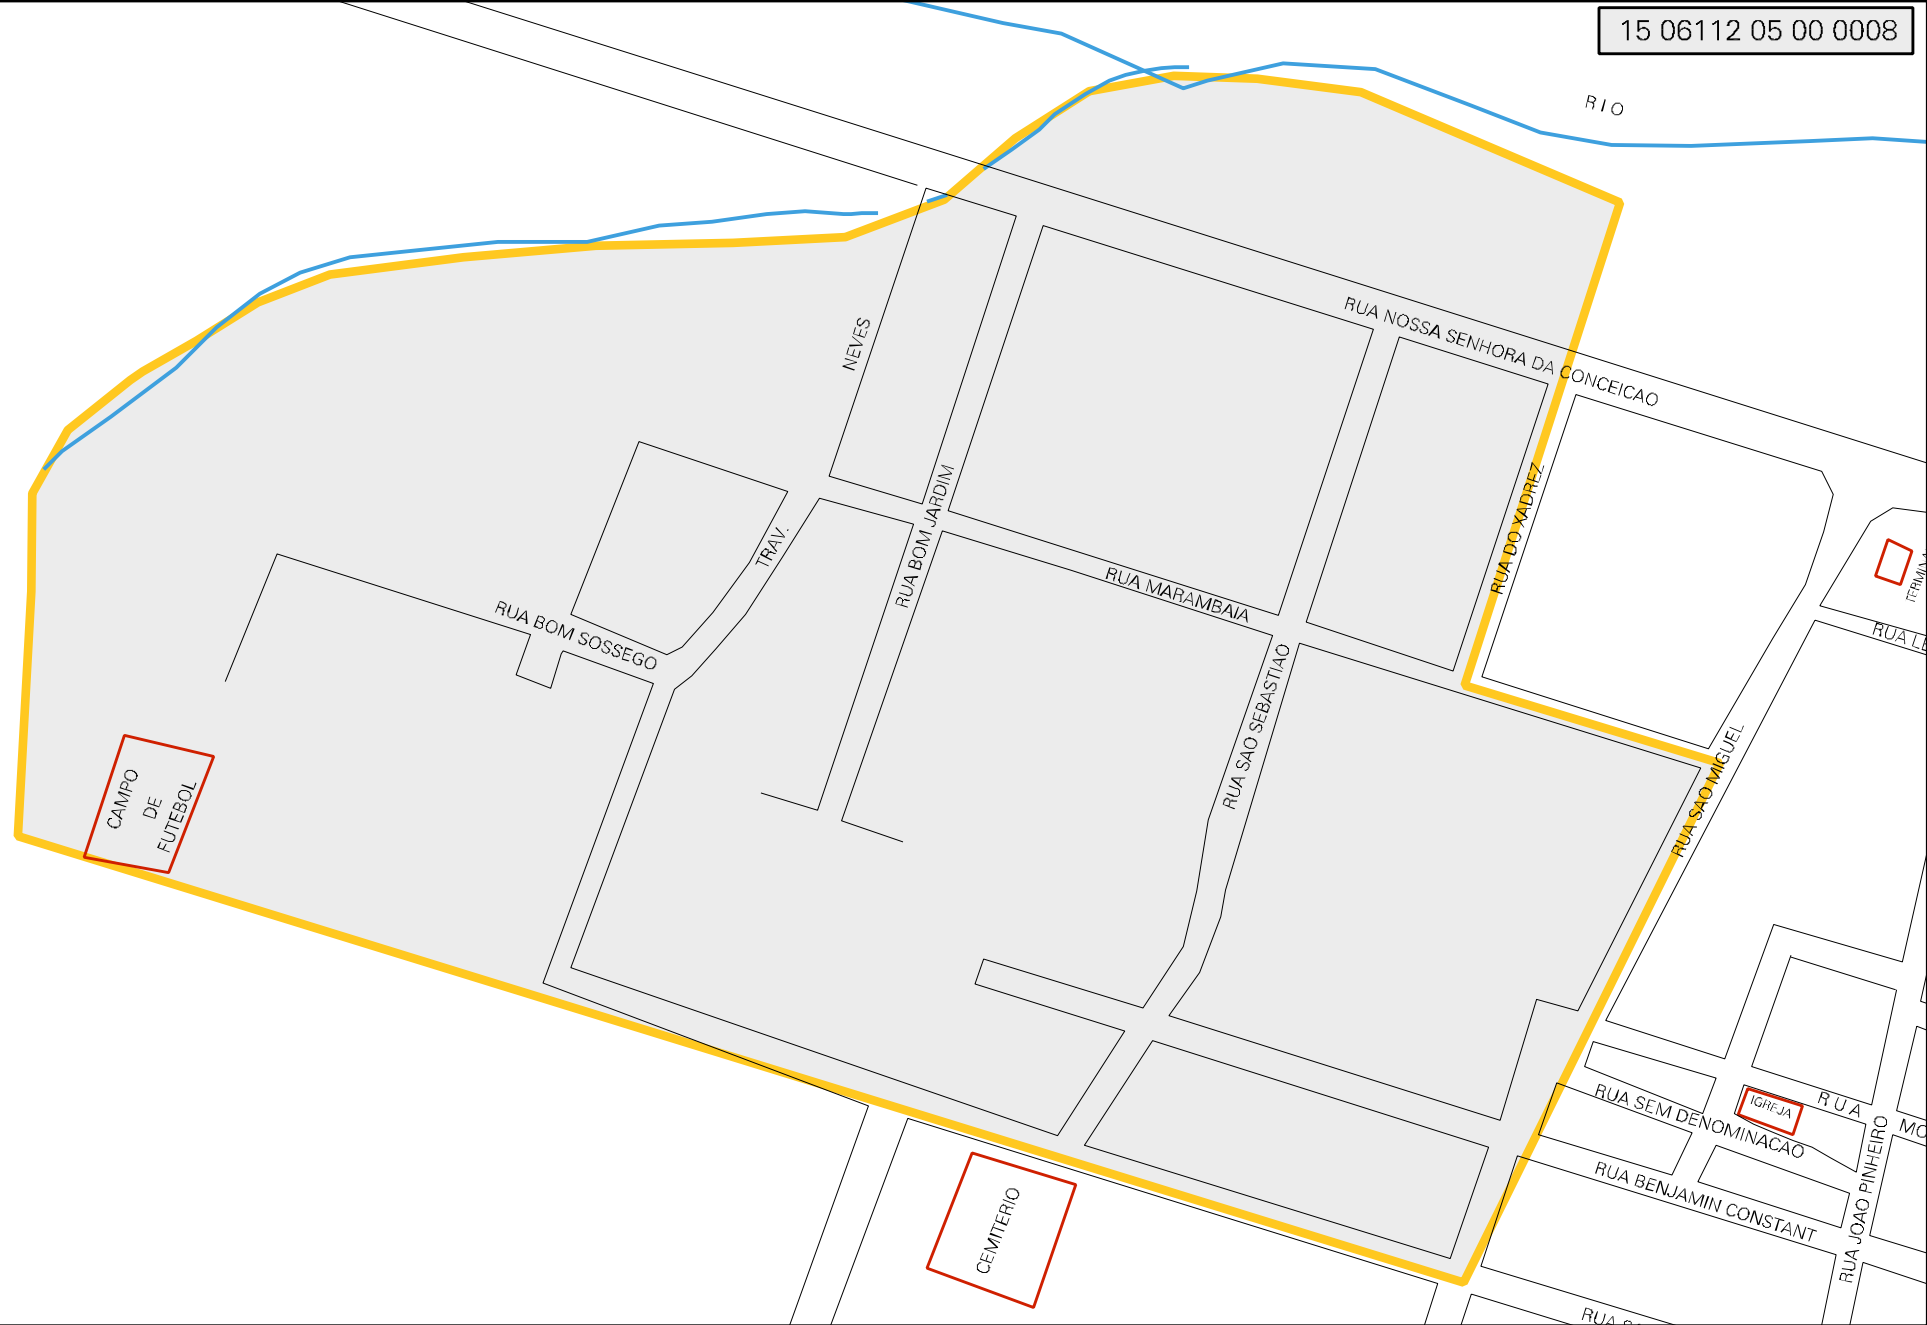 15 06112 05 00 0008
RIO
RUA NOSSA SENHORA DA CONCEICAO
NEVES
TRAV.
RUA BOM JARDIM
RUA MARAMBAIA
RUA DO XADREZ
RUA BOM SOSSEGO
RUA SAO SEBASTIAO
RUA SAO MIGUEL
CAMPO
DE
FUTEBOL
RUA SEM DENOMINACAO
IGREJA
RUA
RUA BENJAMIN CONSTANT
RUA JOAO PINHEIRO
CEMITERIO
RUA
RUA